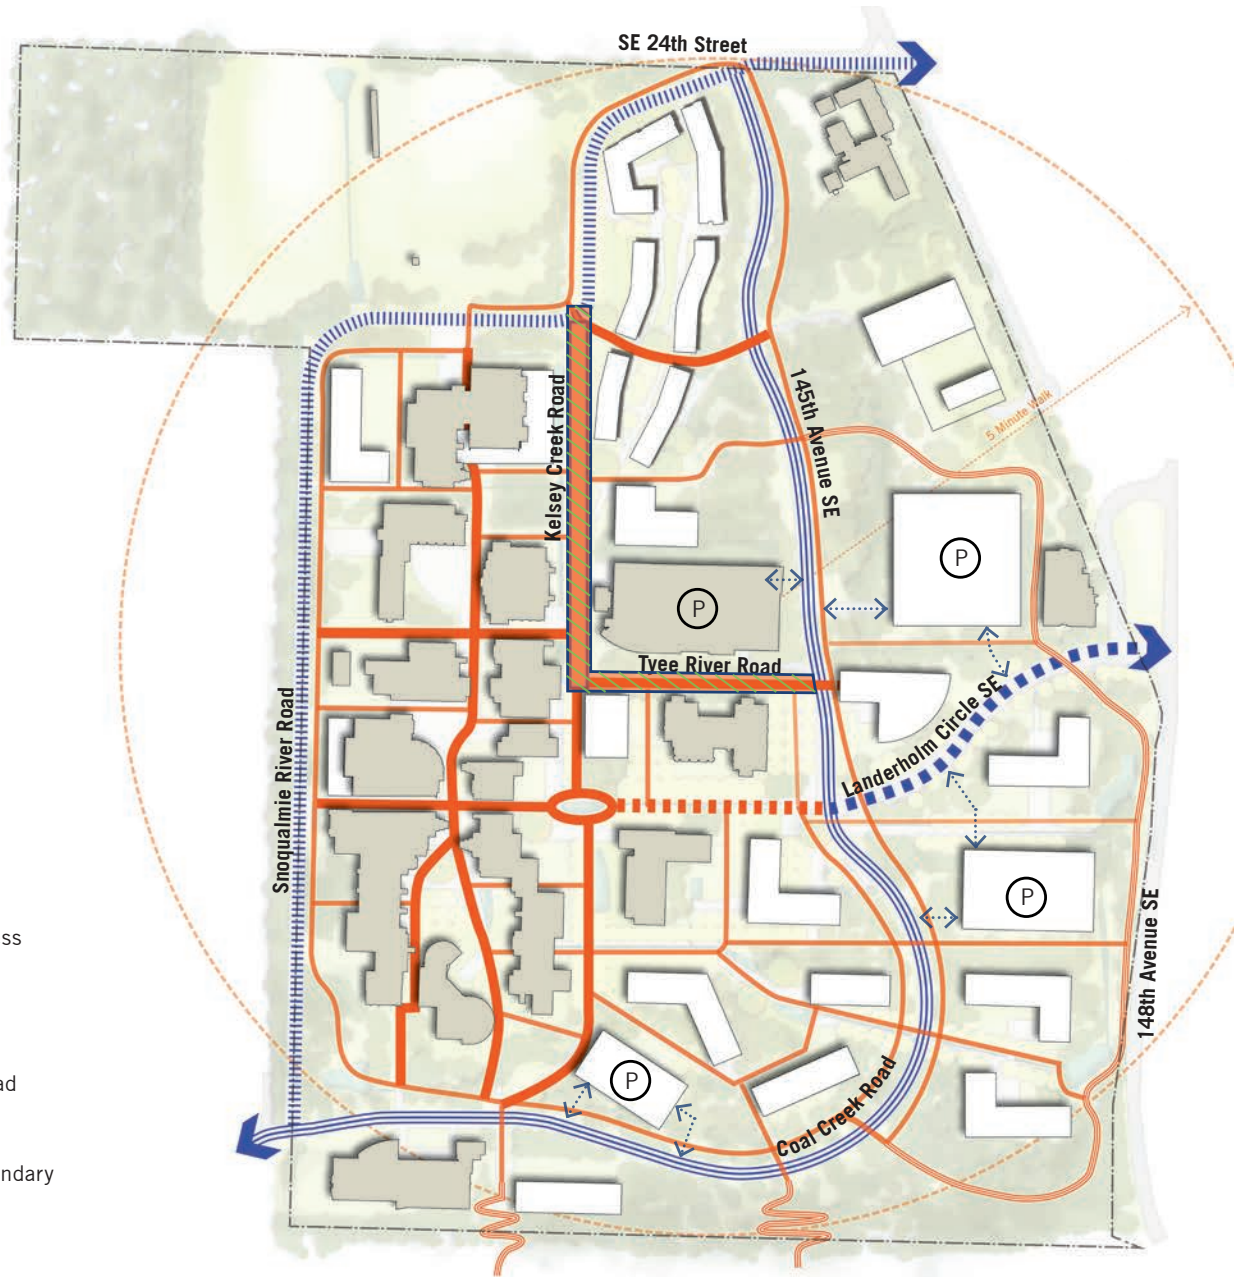 SE 24th Street
145th Avenue SE
Kelsey Creek Road
5 Minute Walk
P
P
Tyee River Road
Landerholm Circle SE
Snoqualmie River Road
P
148th Avenue SE
ss
P
Coal Creek Road
ad
ndary